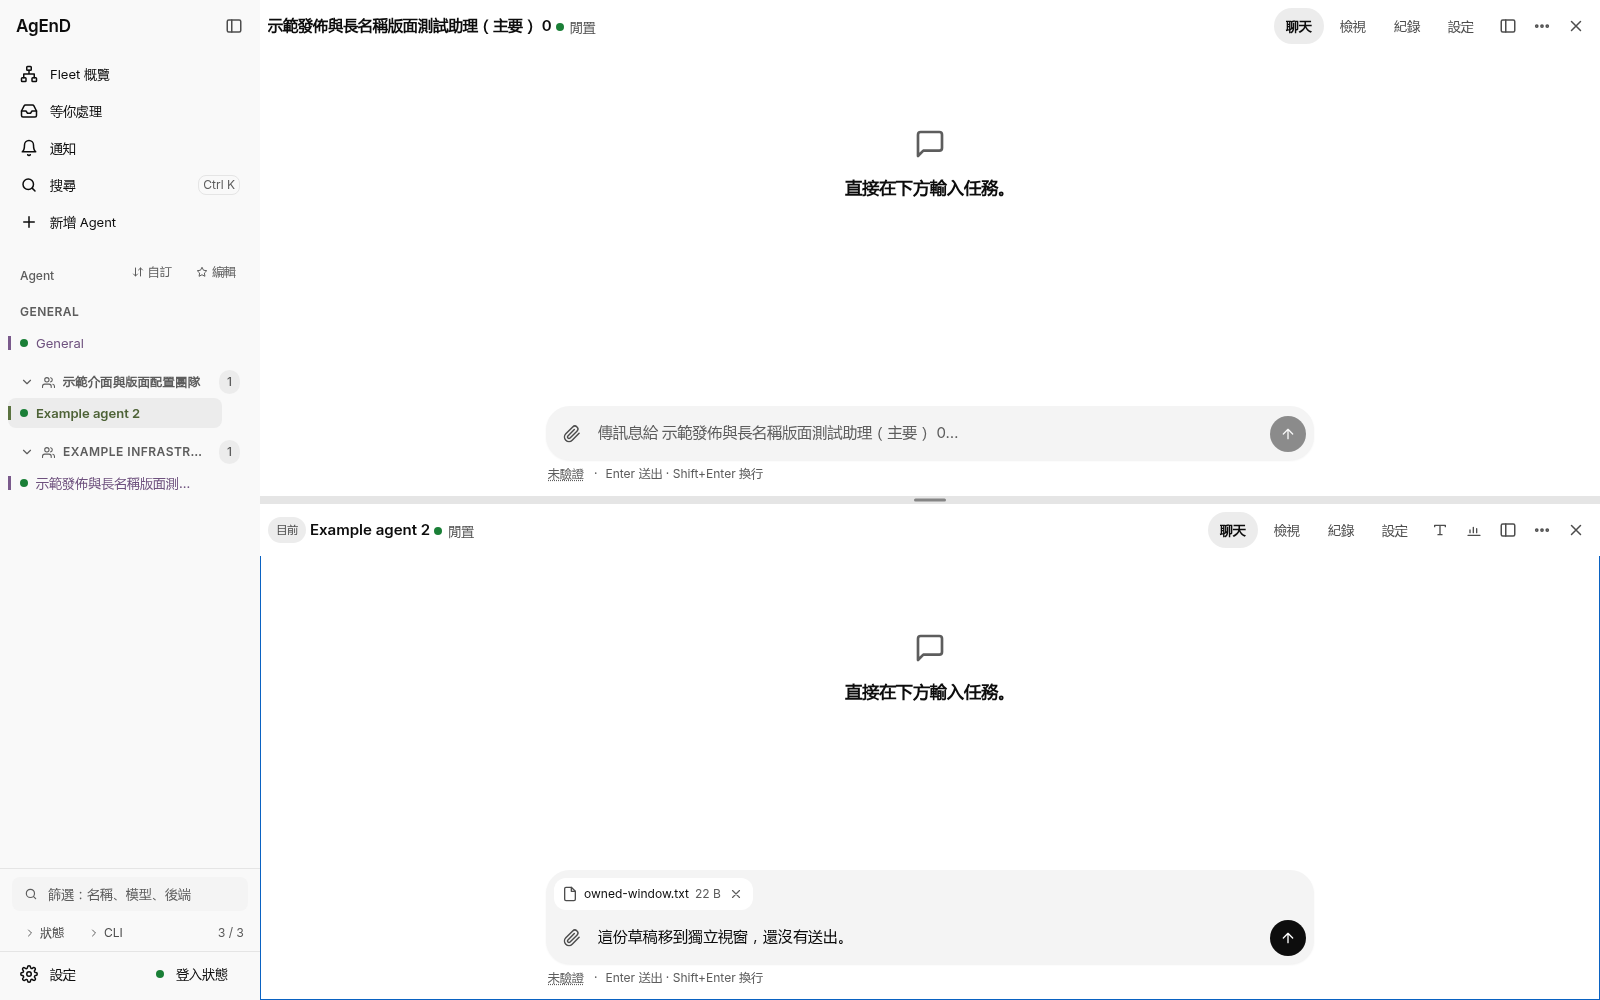 AgEnD
Fleet 概覽
等你處理
通知
搜尋 Ctrl K
新增 Agent
Agent 自訂 編輯
GENERAL
General
示範介面與版面配置團隊 1
Example agent 2
EXAMPLE INFRASTR... 1
示範發佈與長名稱版面測...
篩選：名稱、模型、後端
狀態 CLI 3 / 3
設定 登入狀態
示範發佈與長名稱版面測試助理（主要） 0 閒置 聊天 檢視 紀錄 設定
直接在下方輸入任務。
傳訊息給 示範發佈與長名稱版面測試助理（主要） 0...
未驗證 · Enter 送出 · Shift+Enter 換行
目前 Example agent 2 閒置 聊天 檢視 紀錄 設定
直接在下方輸入任務。
owned-window.txt 22 B
這份草稿移到獨立視窗，還沒有送出。
未驗證 · Enter 送出 · Shift+Enter 換行